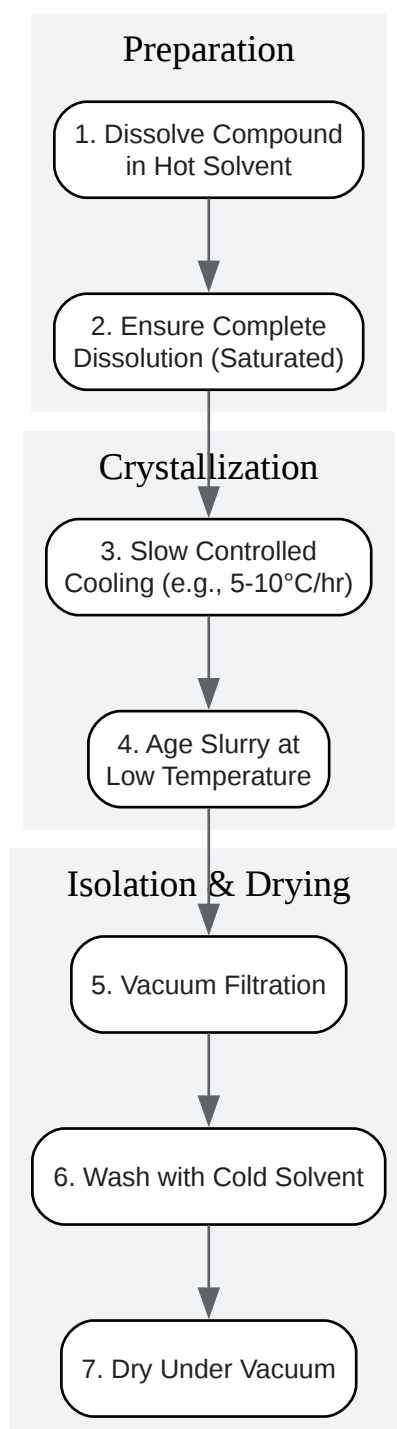 Preparation
1. Dissolve Compound
in Hot Solvent
2. Ensure Complete
Dissolution (Saturated)
Crystallization
3. Slow Controlled
Cooling (e.g., 5-10°C/hr)
4. Age Slurry at
Low Temperature
Isolation & Drying
5. Vacuum Filtration
6. Wash with Cold Solvent
7. Dry Under Vacuum